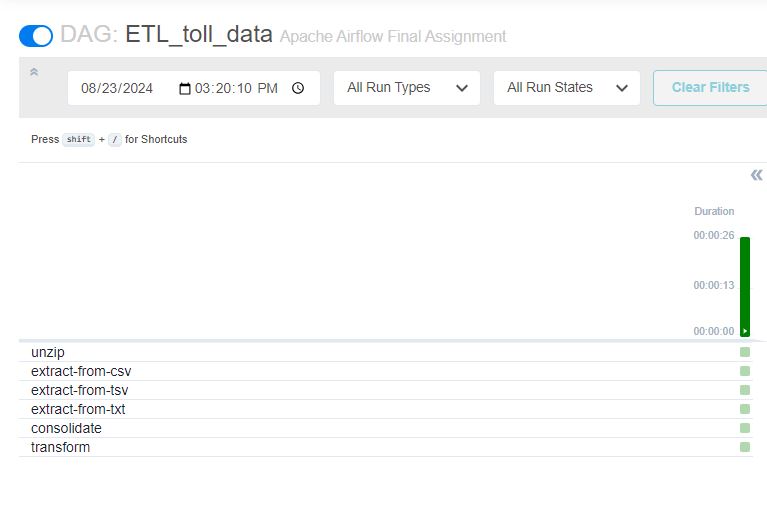 DAG: ETL_toll_data Apache Airflow Final Assignment
08/23/2024 03:20:10 PM All Run Types All Run States Clear Filters
Press shift + / for Shortcuts
Duration
00:00:26
00:00:13
00:00:00
unzip
extract-from-csv
extract-from-tsv
extract-from-txt
consolidate
transform